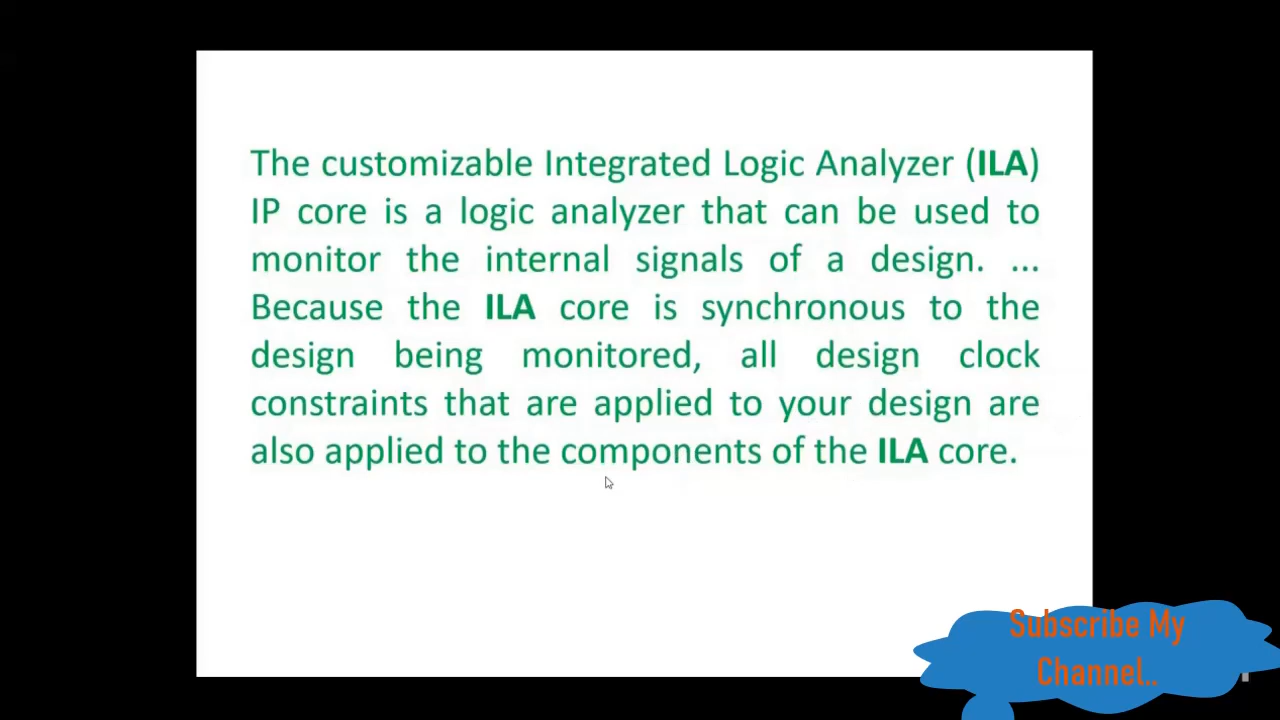 The customizable Integrated Logic Analyzer (ILA)
IP core is a logic analyzer that can be used to
monitor the internal signals of a design. ...
Because the ILA core is synchronous to the
design being monitored, all design clock
constraints that are applied to your design are
also applied to the components of the ILA core.
Subscribe My
Channel..